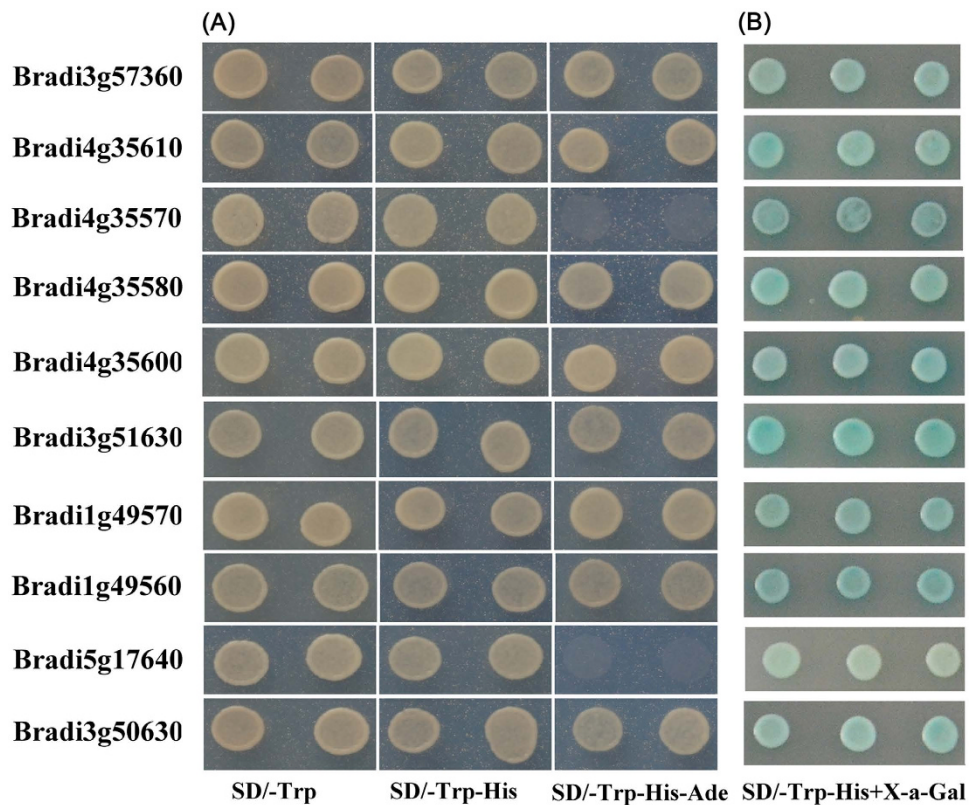 (A) (B)
Bradi3g57360
Bradi4g35610
Bradi4g35570
Bradi4g35580
Bradi4g35600
Bradi3g51630
Bradi1g49570
Bradi1g49560
Bradi5g17640
Bradi3g50630
SD/-Trp SD/-Trp-His SD/-Trp-His-Ade SD/-Trp-His+X-a-Gal